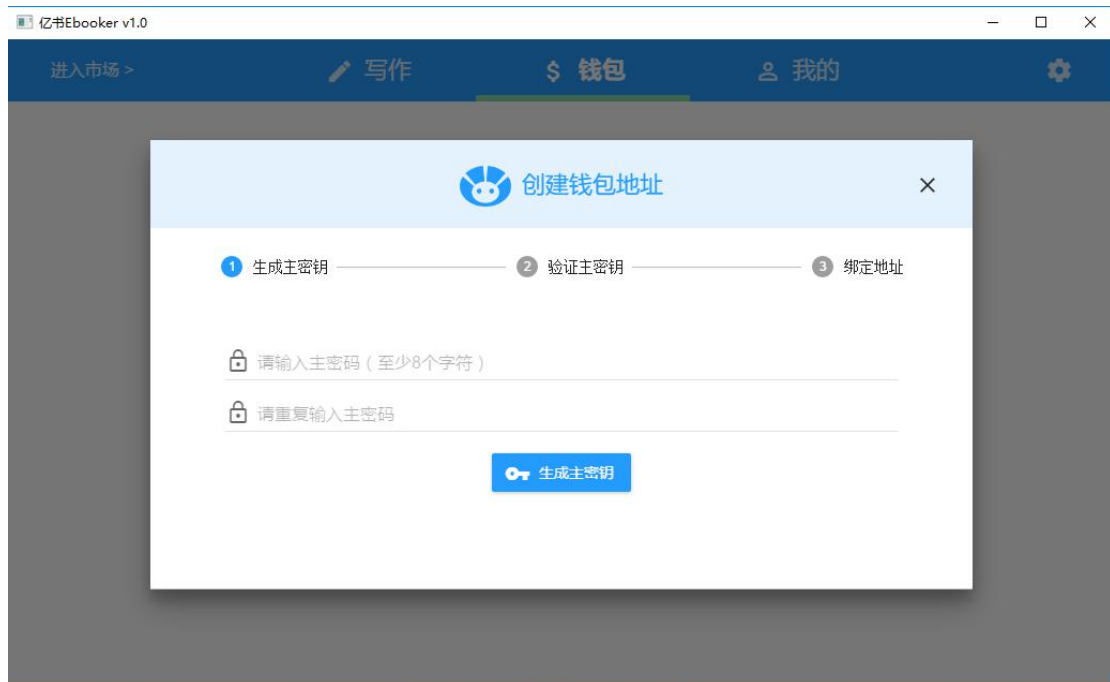 亿书Ebooker v1.0
进入市场 > 写作 $ 钱包 我的
创建钱包地址
1 生成主密钥 2 验证主密钥 3 绑定地址
请输入主密码（至少8个字符）
请重复输入主密码
生成主密钥